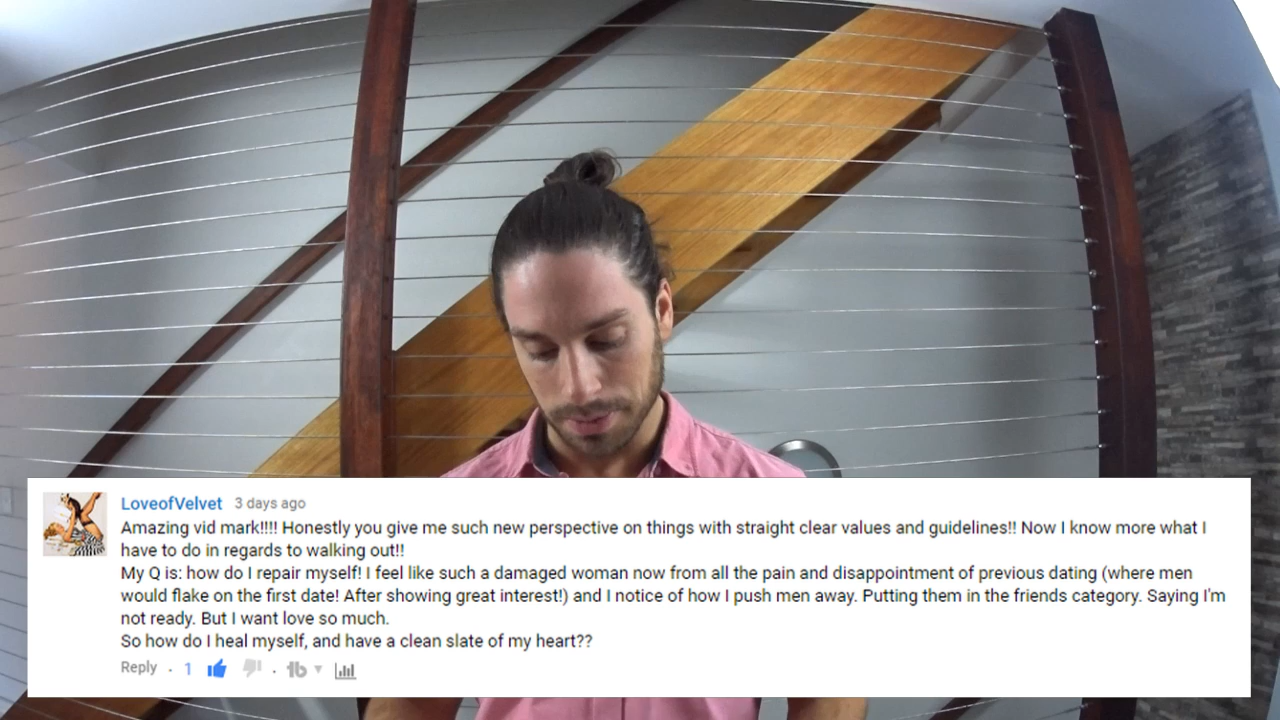 LoveofVelvet 3 days ago
Amazing vid mark!!!! Honestly you give me such new perspective on things with straight clear values and guidelines!! Now I know more what I
have to do in regards to walking out!!
My Q is: how do I repair myself! I feel like such a damaged woman now from all the pain and disappointment of previous dating (where men
would flake on the first date! After showing great interest!) and I notice of how I push men away. Putting them in the friends category. Saying I'm
not ready. But I want love so much.
So how do I heal myself, and have a clean slate of my heart??
Reply · 1 · tb